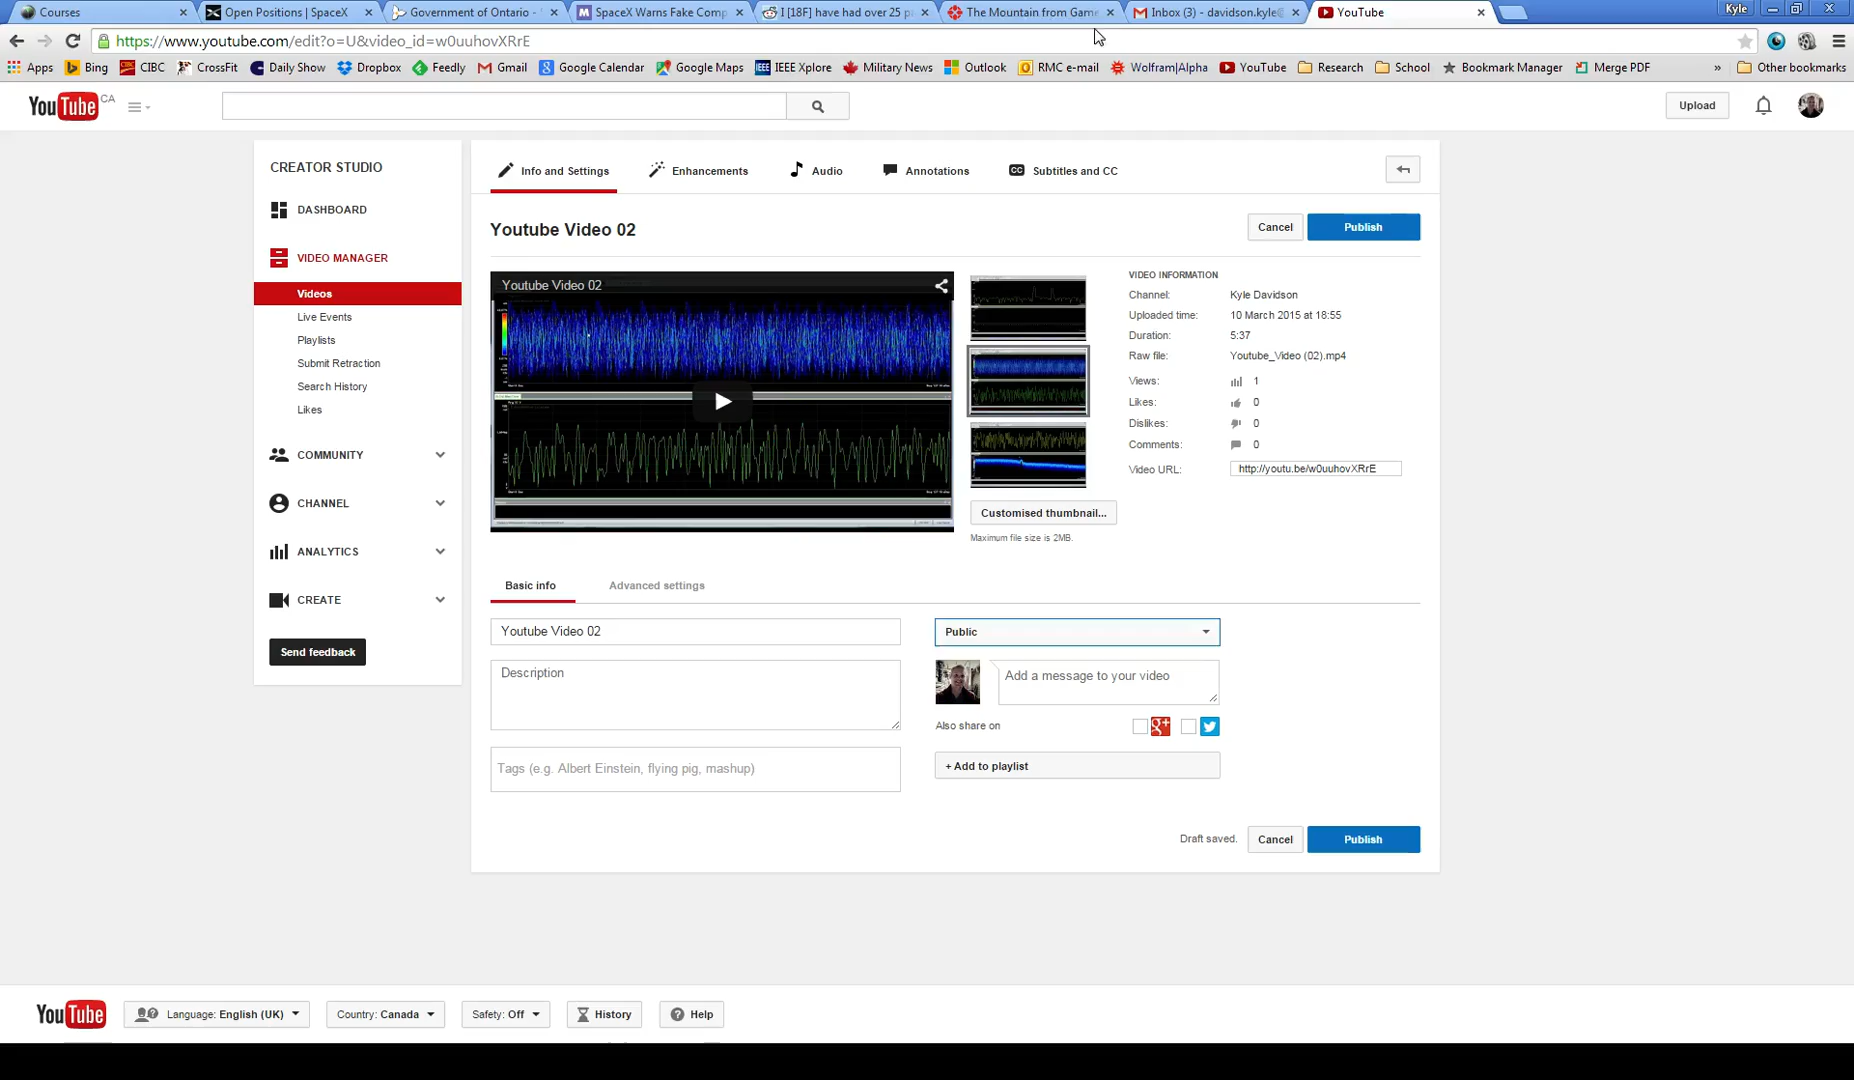 Courses
Open Positions | SpaceX
Government of Ontario -
SpaceX Warns Fake Comp
I [18F] have had over 25 p
The Mountain from Game
Inbox (3) - davidson.kyle@
YouTube
Kyle
https://www.youtube.com/edit?o=U&video_id=w0uuhovXRrE
Apps
Bing
CIBC
CrossFit
Daily Show
Dropbox
Feedly
Gmail
Google Calendar
Google Maps
IEEE Xplore
Military News
Outlook
RMC e-mail
Wolfram|Alpha
YouTube
Research
School
Bookmark Manager
Merge PDF
»
Other bookmarks
YouTube CA
Upload
CREATOR STUDIO
DASHBOARD
VIDEO MANAGER
Videos
Live Events
Playlists
Submit Retraction
Search History
Likes
COMMUNITY
CHANNEL
ANALYTICS
CREATE
Send feedback
Info and Settings
Enhancements
Audio
Annotations
CC Subtitles and CC
Youtube Video 02
Cancel
Publish
Youtube Video 02
Customised thumbnail...
Maximum file size is 2MB.
VIDEO INFORMATION
Channel: Kyle Davidson
Uploaded time: 10 March 2015 at 18:55
Duration: 5:37
Raw file: Youtube_Video (02).mp4
Views: 1
Likes: 0
Dislikes: 0
Comments: 0
Video URL: http://youtu.be/w0uuhovXRrE
Basic info
Advanced settings
Youtube Video 02
Description
Tags (e.g. Albert Einstein, flying pig, mashup)
Public
Add a message to your video
Also share on
g+
+ Add to playlist
Draft saved.
Cancel
Publish
YouTube
Language: English (UK)
Country: Canada
Safety: Off
History
Help